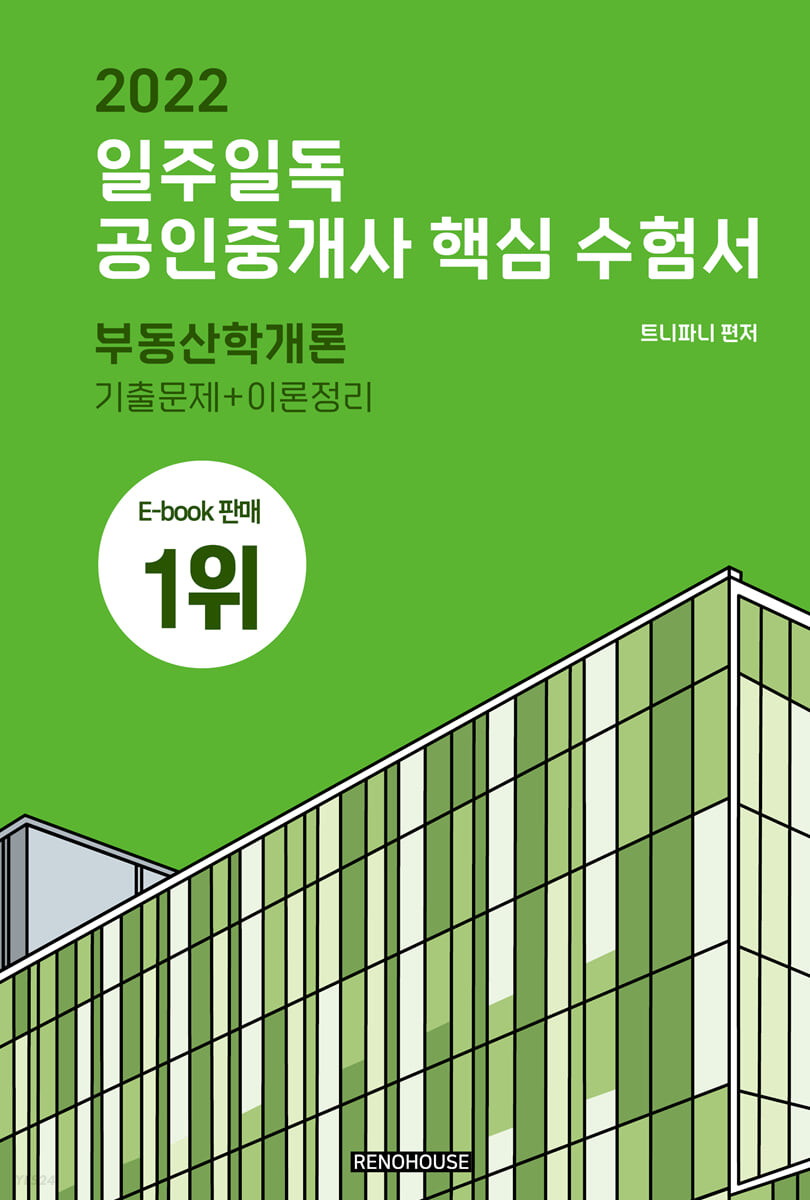 2022
일주일독
공인중개사 핵심 수험서
부동산학개론
트니파니 편저
기출문제+이론정리
E-book 판매
1위
RENOHOUSE
YES24